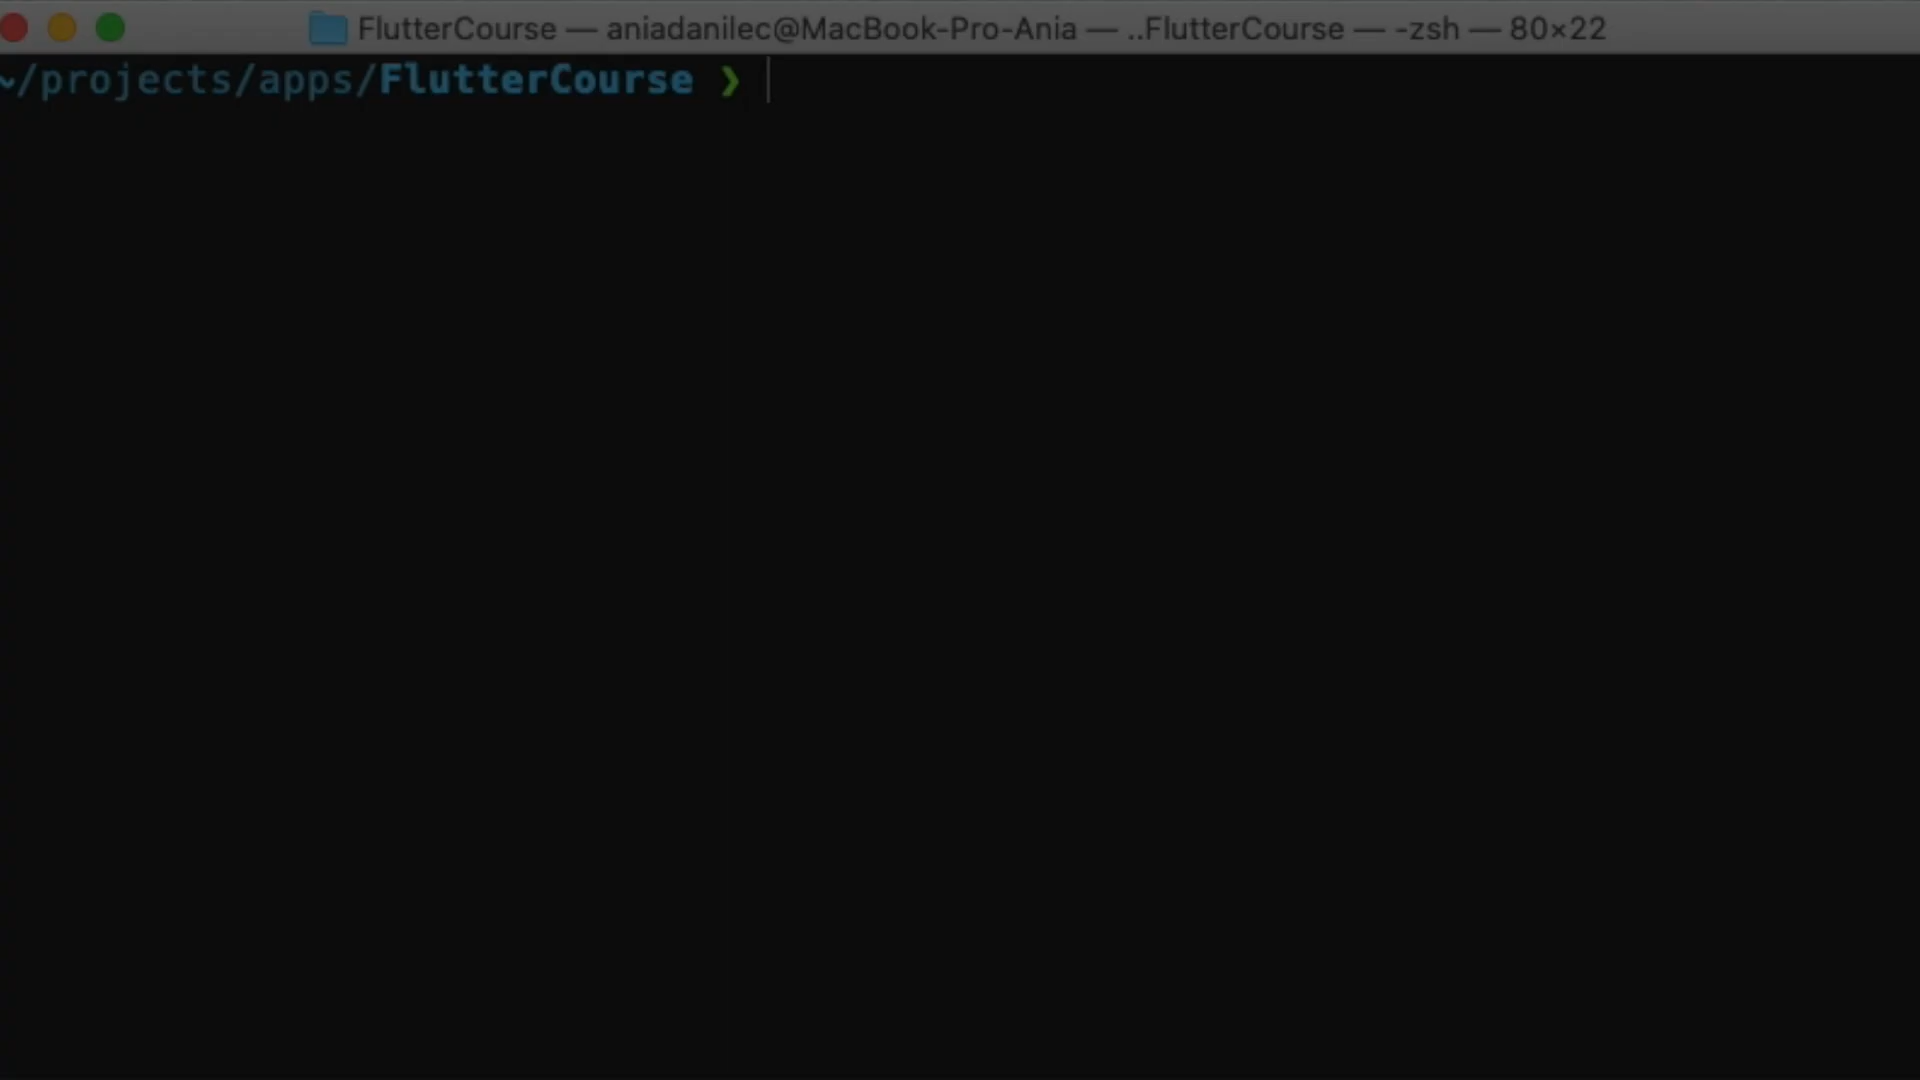 FlutterCourse — aniadanilec@MacBook-Pro-Ania — ..FlutterCourse — -zsh — 80×22
~/projects/apps/FlutterCourse ❯